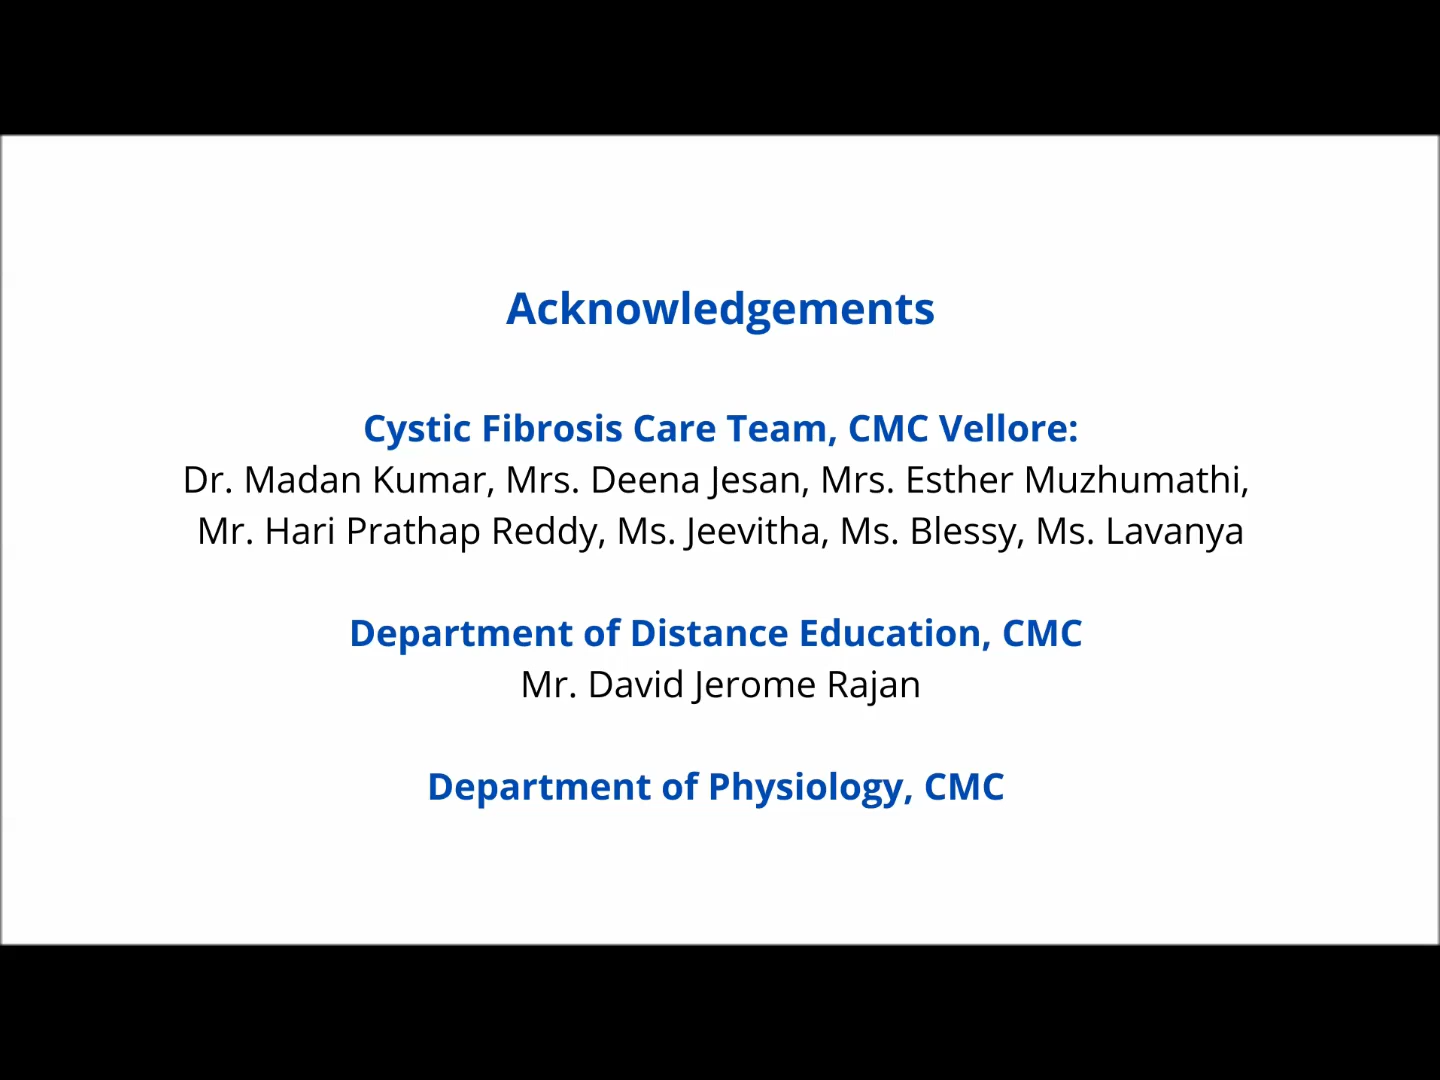 Acknowledgements
Cystic Fibrosis Care Team, CMC Vellore:
Dr. Madan Kumar, Mrs. Deena Jesan, Mrs. Esther Muzhumathi,
Mr. Hari Prathap Reddy, Ms. Jeevitha, Ms. Blessy, Ms. Lavanya
Department of Distance Education, CMC
Mr. David Jerome Rajan
Department of Physiology, CMC